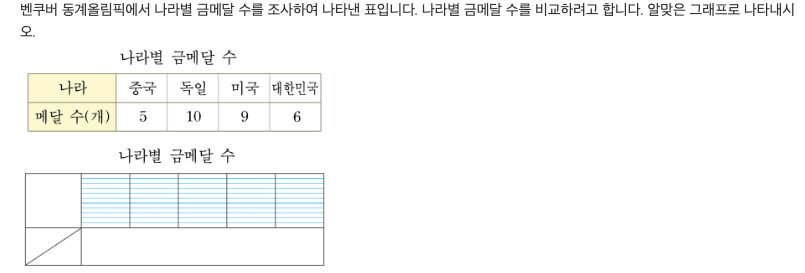 벤쿠버 동계올림픽에서 나라별 금메달 수를 조사하여 나타낸 표입니다. 나라별 금메달 수를 비교하려고 합니다. 알맞은 그래프로 나타내시
오.
나라별 금메달 수
나라 중국 독일 미국 대한민국
메달 수(개) 5 10 9 6
나라별 금메달 수